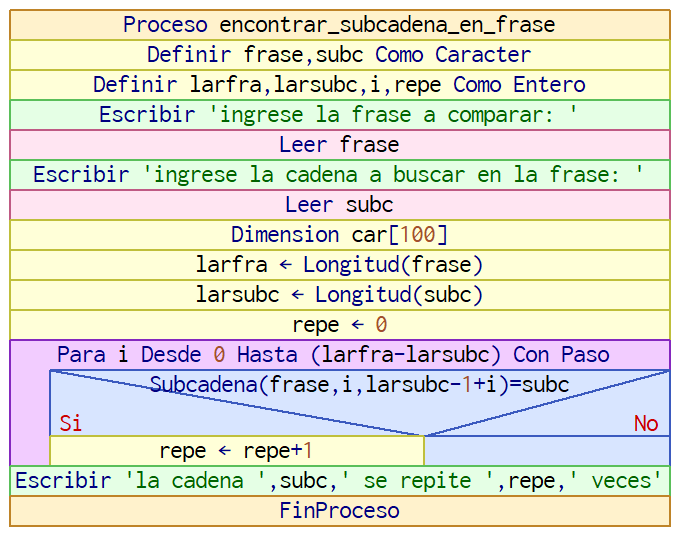 Proceso encontrar_subcadena_en_frase
Definir frase,subc Como Caracter
Definir larfra,larsubc,i,repe Como Entero
Escribir 'ingrese la frase a comparar: '
Leer frase
Escribir 'ingrese la cadena a buscar en la frase: '
Leer subc
Dimension car[100]
larfra ← Longitud(frase)
larsubc ← Longitud(subc)
repe ← 0
Para i Desde 0 Hasta (larfra-larsubc) Con Paso
Subcadena(frase,i,larsubc-1+i)=subc
Si No
repe ← repe+1
Escribir 'la cadena ',subc,' se repite ',repe,' veces'
FinProceso